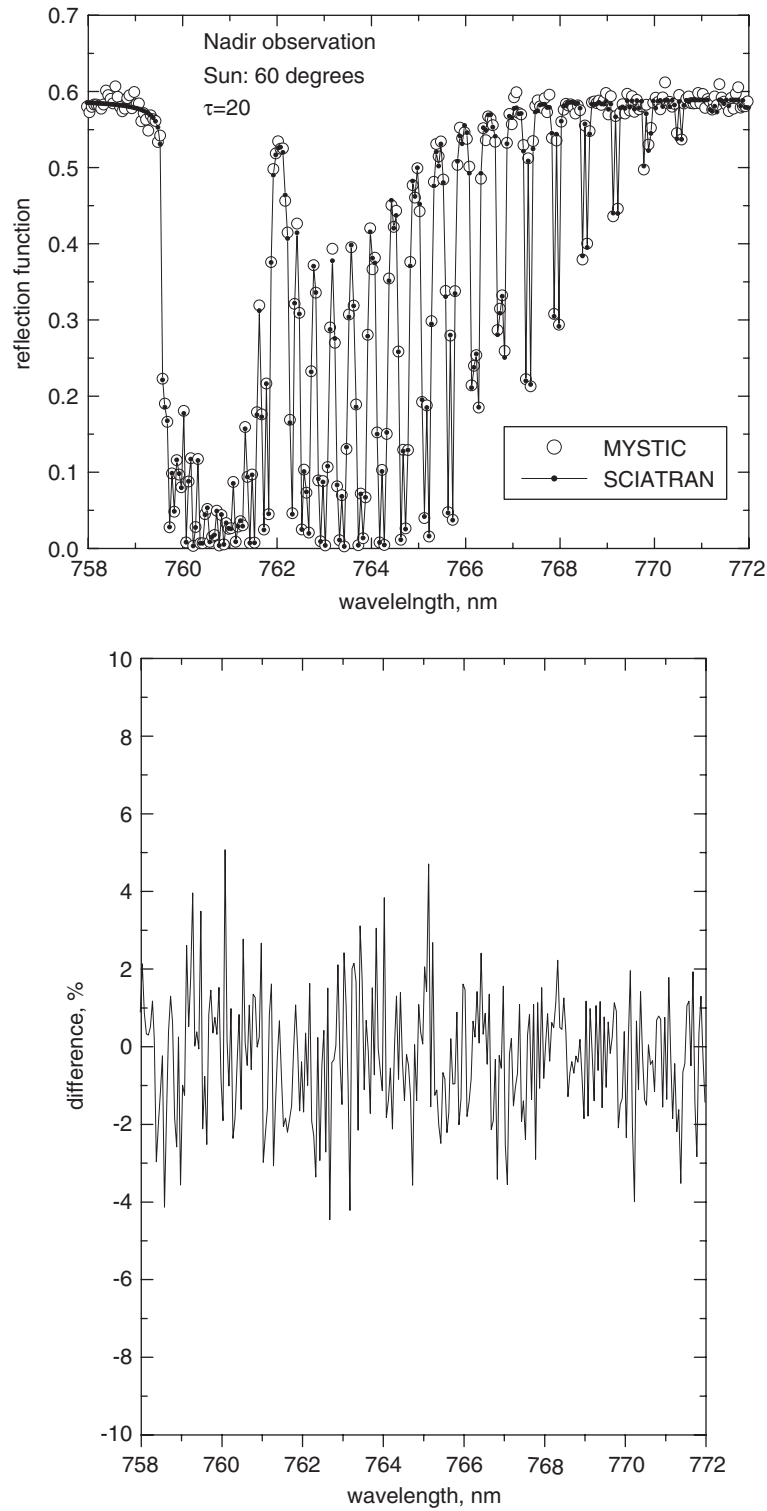 0.7
0.6
0.5
0.4
0.3
0.2
0.1
0.0
reflection function
Nadir observation
Sun: 60 degrees
τ=20
MYSTIC
SCIATRAN
758 760 762 764 766 768 770 772
wavelelngth, nm
10
8
6
4
2
0
-2
-4
-6
-8
-10
difference, %
758 760 762 764 766 768 770 772
wavelength, nm